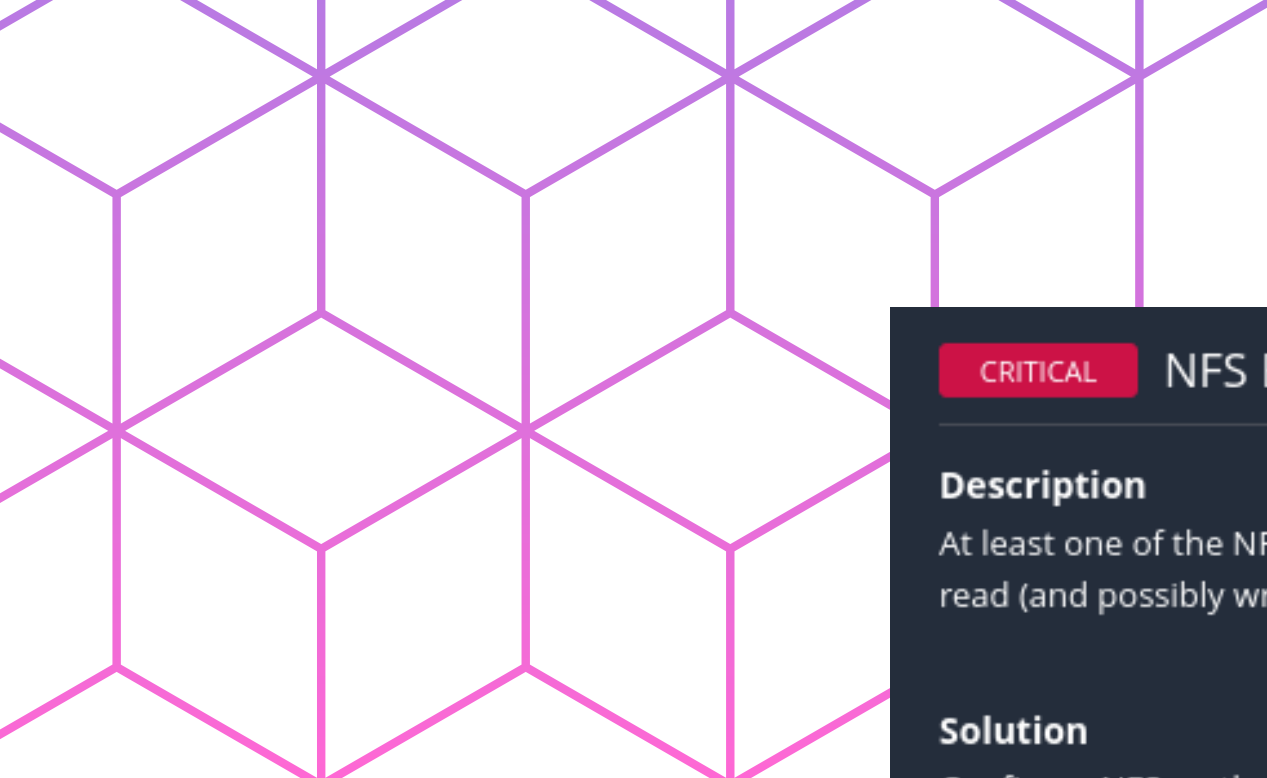 CRITICAL NFS
Description
At least one of the
read (and possibly
Solution